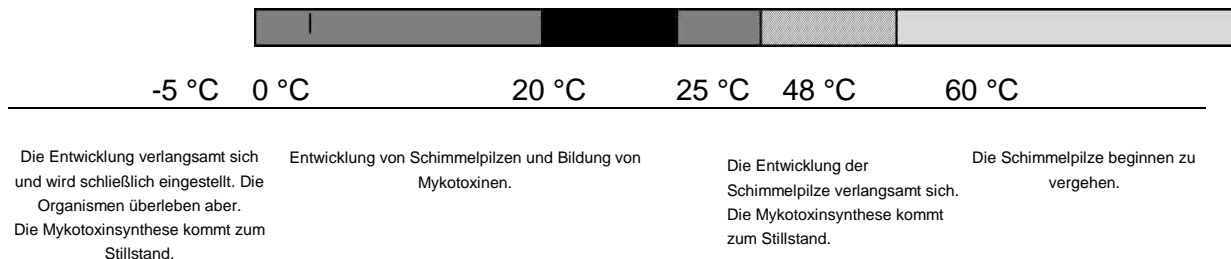 -5 °C 0 °C 20 °C 25 °C 48 °C 60 °C
Die Entwicklung verlangsamt sich
und wird schließlich eingestellt. Die
Organismen überleben aber.
Die Mykotoxinsynthese kommt zum
Stillstand.
Entwicklung von Schimmelpilzen und Bildung von
Mykotoxinen.
Die Entwicklung der
Schimmelpilze verlangsamt sich.
Die Mykotoxinsynthese kommt
zum Stillstand.
Die Schimmelpilze beginnen zu
vergehen.